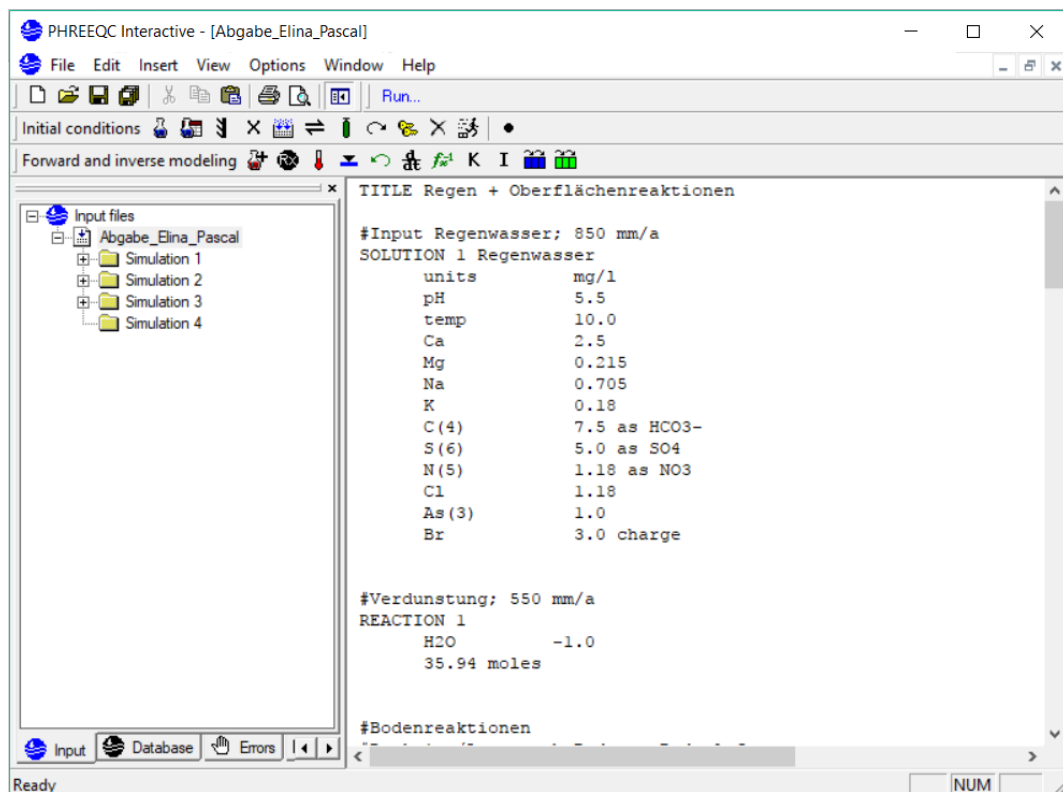 PHREEQC Interactive - [Abgabe_Elina_Pascal]
File Edit Insert View Options Window Help
Run...
Initial conditions
Forward and inverse modeling K I
Input files
Abgabe_Elina_Pascal
Simulation 1
Simulation 2
Simulation 3
Simulation 4
TITLE Regen + Oberflächenreaktionen
#Input Regenwasser; 850 mm/a
SOLUTION 1 Regenwasser
units mg/l
pH 5.5
temp 10.0
Ca 2.5
Mg 0.215
Na 0.705
K 0.18
C(4) 7.5 as HCO3-
S(6) 5.0 as SO4
N(5) 1.18 as NO3
Cl 1.18
As(3) 1.0
Br 3.0 charge
#Verdunstung; 550 mm/a
REACTION 1
H2O -1.0
35.94 moles
#Bodenreaktionen
Input Database Errors
Ready NUM